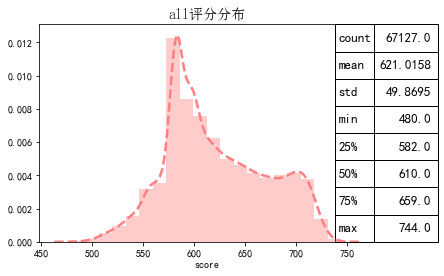 all评分分布
0.012
0.010
0.008
0.006
0.004
0.002
0.000
450 500 550 600 650 700 750
score
count 67127.0
mean 621.0158
std 49.8695
min 480.0
25% 582.0
50% 610.0
75% 659.0
max 744.0